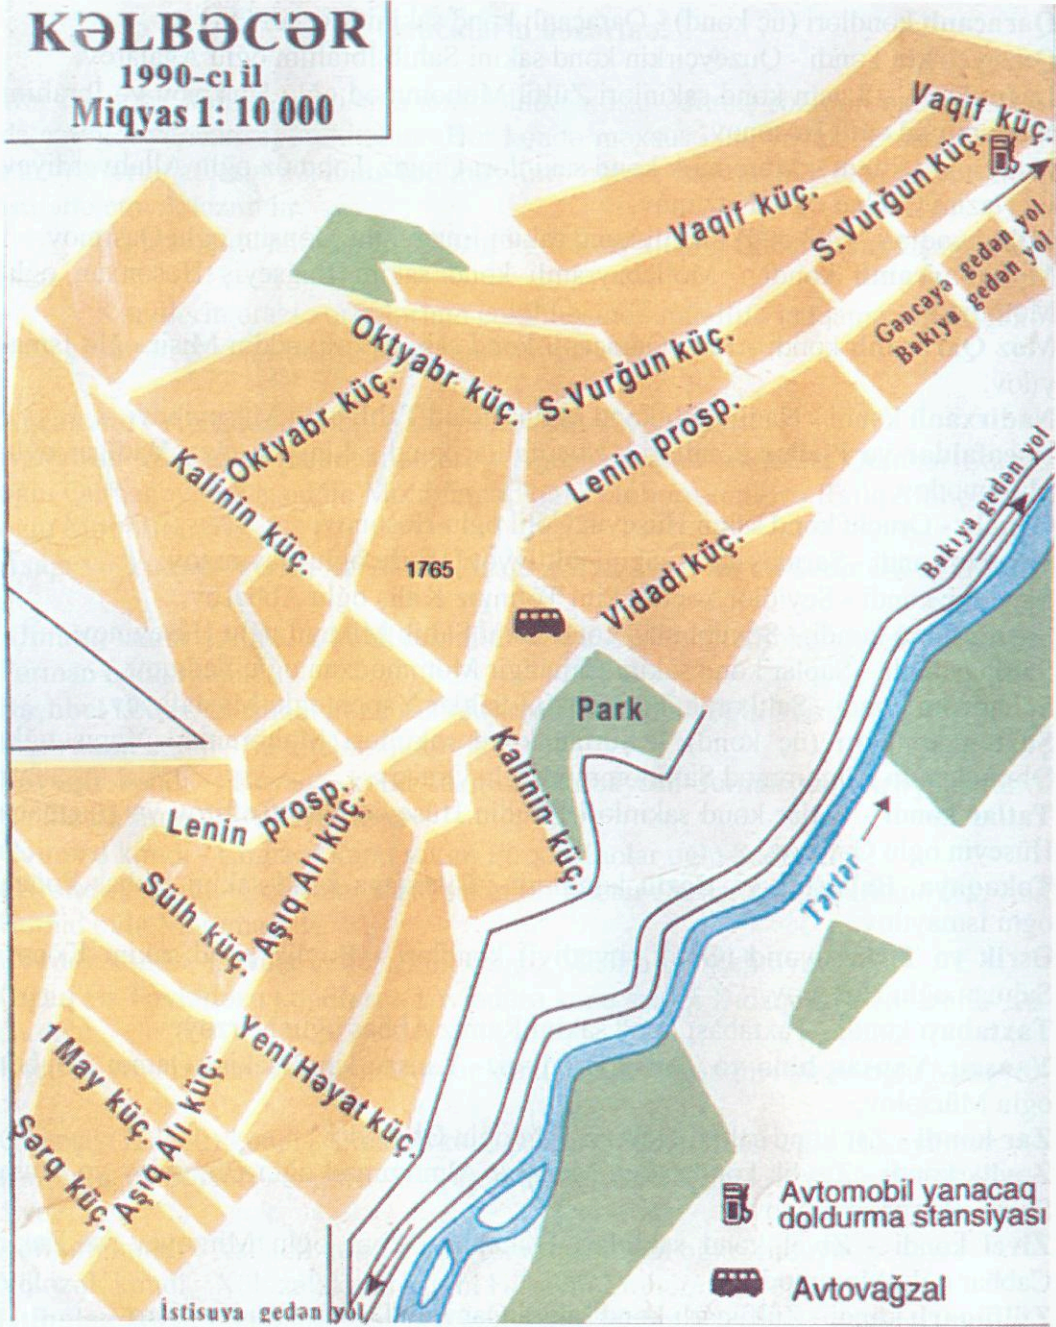 KƏLBƏCƏR
1990-cı il
Miqyas 1: 10 000
Vaqif küç.
Vaqif küç.
S.Vurğun küç.
Gəncəyə gedən yol
Bakıya gedən yol
Oktyabr küç.
S.Vurğun küç.
Oktyabr küç.
Lenin prosp.
Kalinin küç.
Bakıya gedən yol
1765
Vidadi küç.
Park
Kalinin küç.
Lenin prosp.
Aşıq Alı küç.
Sülh küç.
Tərtər
Yeni Həyat küç.
1 May küç.
Aşıq Alı küç.
Şərq küç.
Avtomobil yanacaq
doldurma stansiyası
Avtovağzal
İstisuya gedən yol